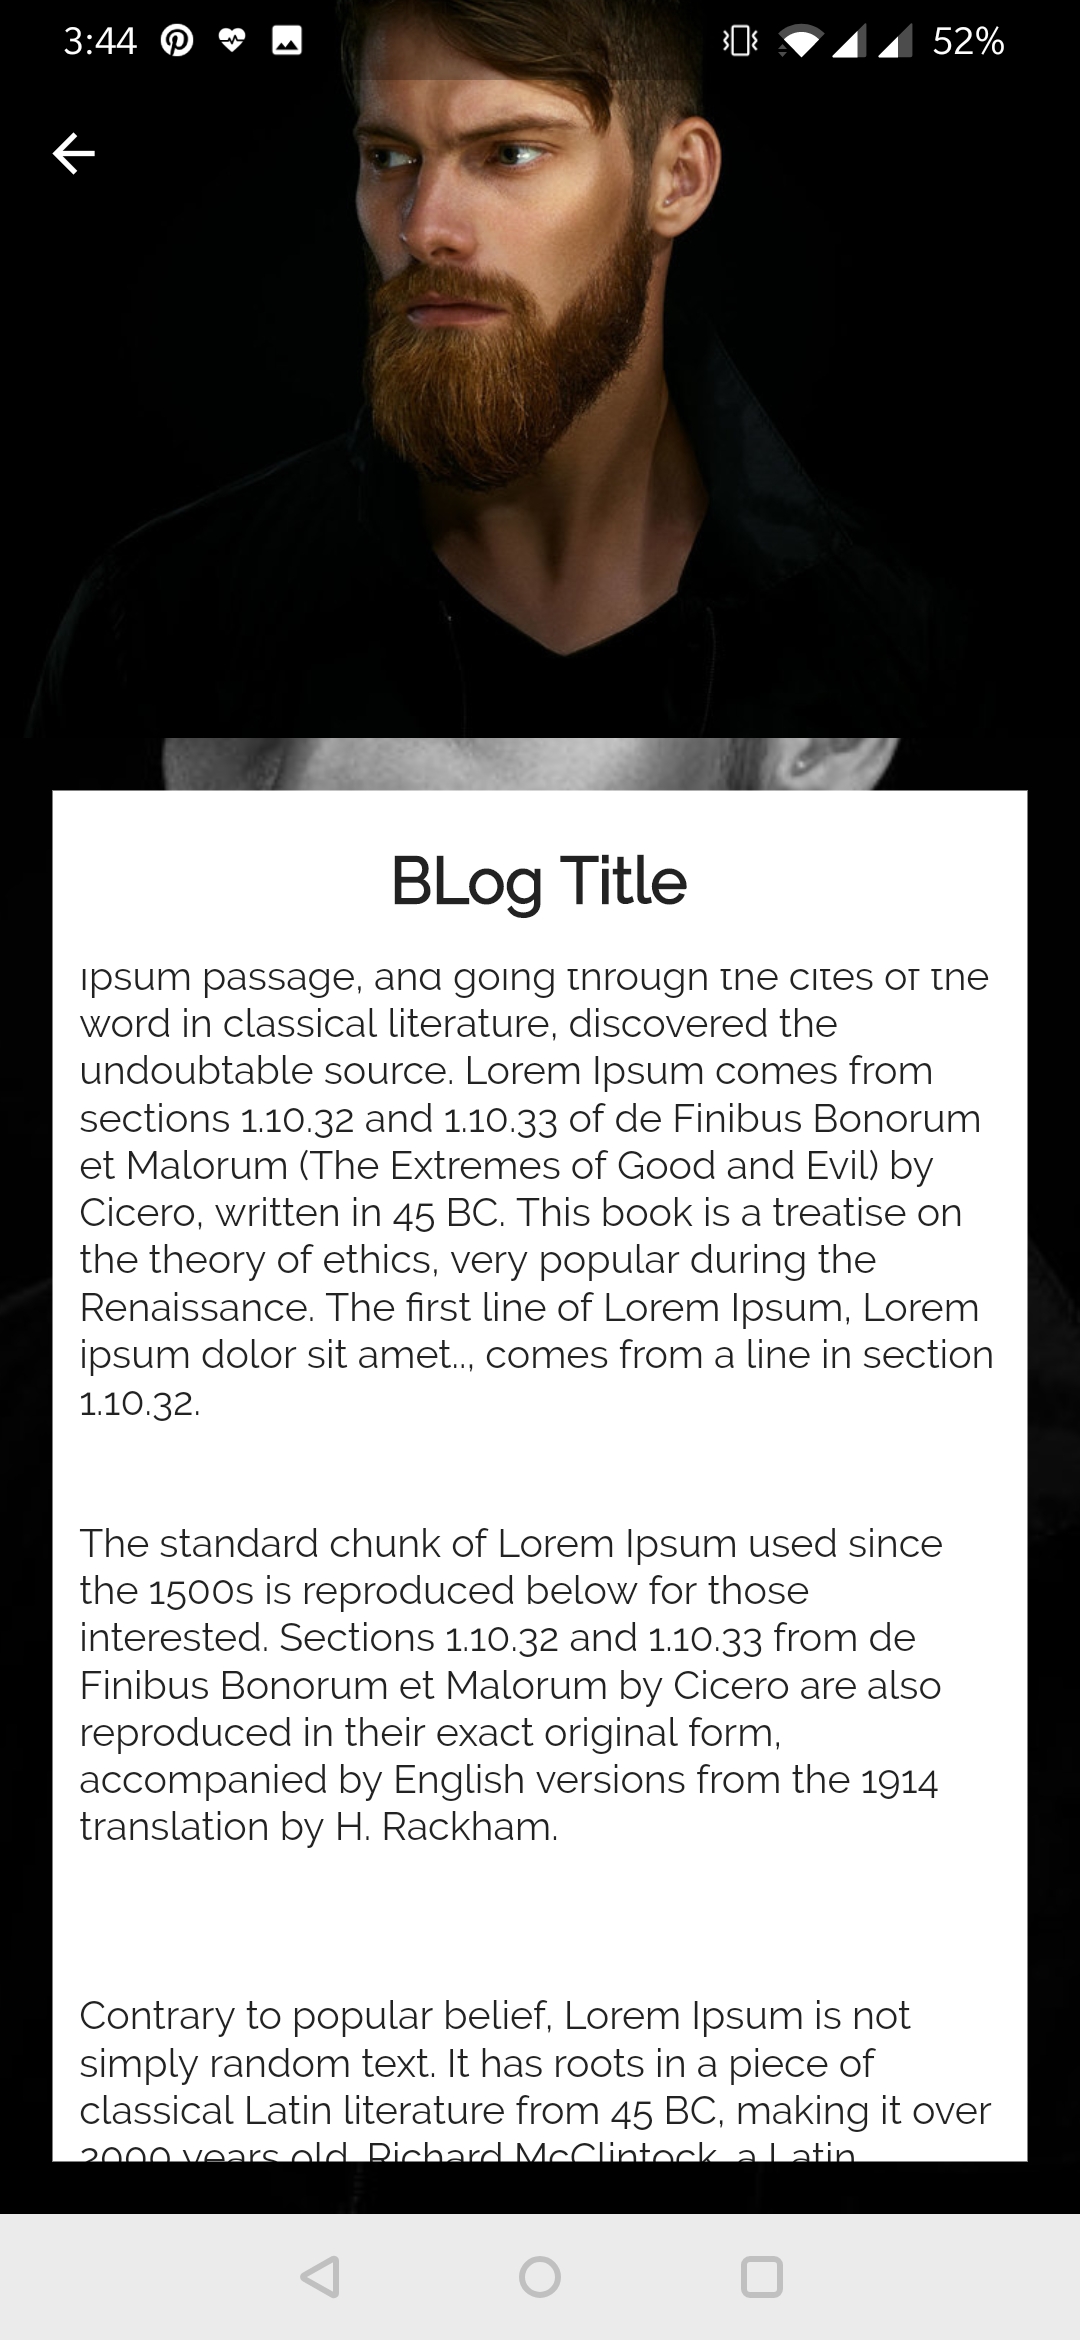 3:44
52%
BLog Title
Ipsum passage, and going through the cites of the
word in classical literature, discovered the
undoubtable source. Lorem Ipsum comes from
sections 1.10.32 and 1.10.33 of de Finibus Bonorum
et Malorum (The Extremes of Good and Evil) by
Cicero, written in 45 BC. This book is a treatise on
the theory of ethics, very popular during the
Renaissance. The first line of Lorem Ipsum, Lorem
ipsum dolor sit amet.., comes from a line in section
1.10.32.
The standard chunk of Lorem Ipsum used since
the 1500s is reproduced below for those
interested. Sections 1.10.32 and 1.10.33 from de
Finibus Bonorum et Malorum by Cicero are also
reproduced in their exact original form,
accompanied by English versions from the 1914
translation by H. Rackham.
Contrary to popular belief, Lorem Ipsum is not
simply random text. It has roots in a piece of
classical Latin literature from 45 BC, making it over
2000 years old. Richard McClintock, a Latin